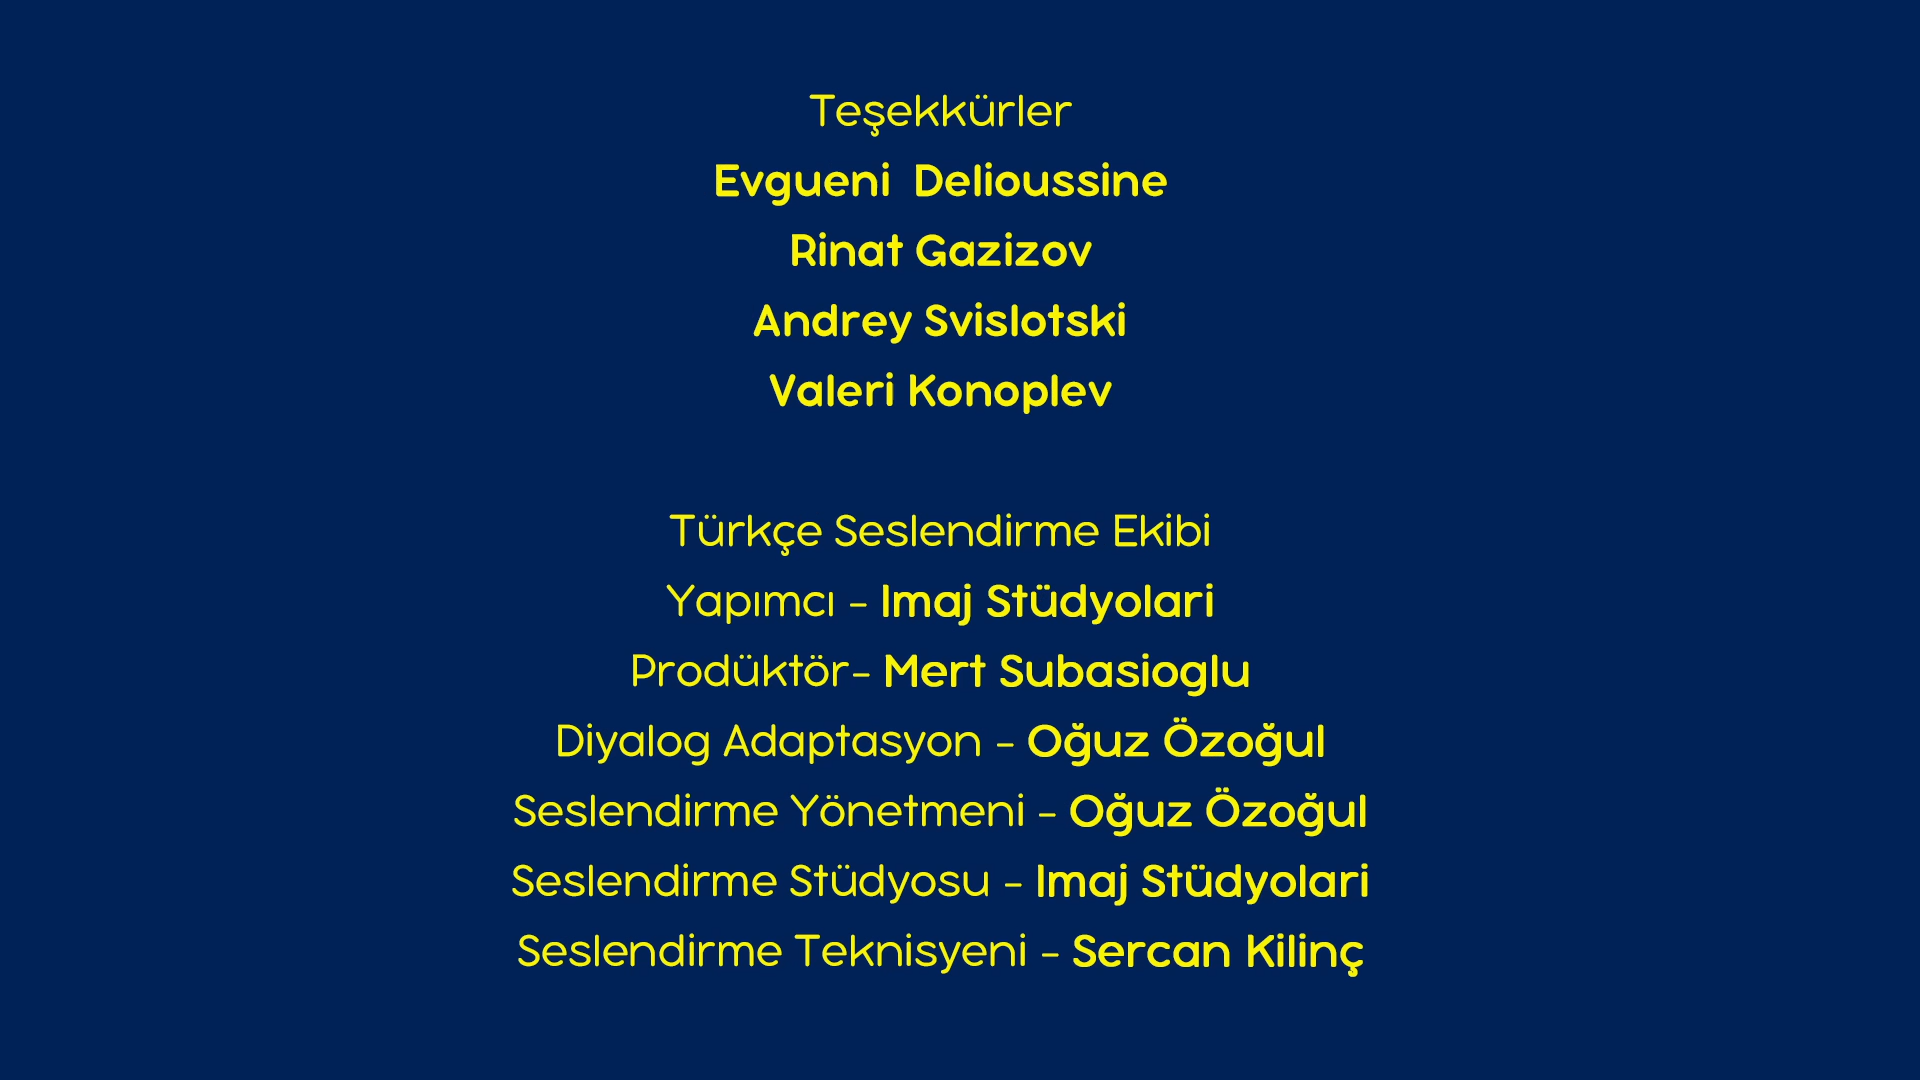 Teşekkürler
Evgueni Delioussine
Rinat Gazizov
Andrey Svislotski
Valeri Konoplev
Türkçe Seslendirme Ekibi
Yapımcı - Imaj Stüdyolari
Prodüktör- Mert Subasioglu
Diyalog Adaptasyon - Oğuz Özoğul
Seslendirme Yönetmeni - Oğuz Özoğul
Seslendirme Stüdyosu - Imaj Stüdyolari
Seslendirme Teknisyeni - Sercan Kilinç